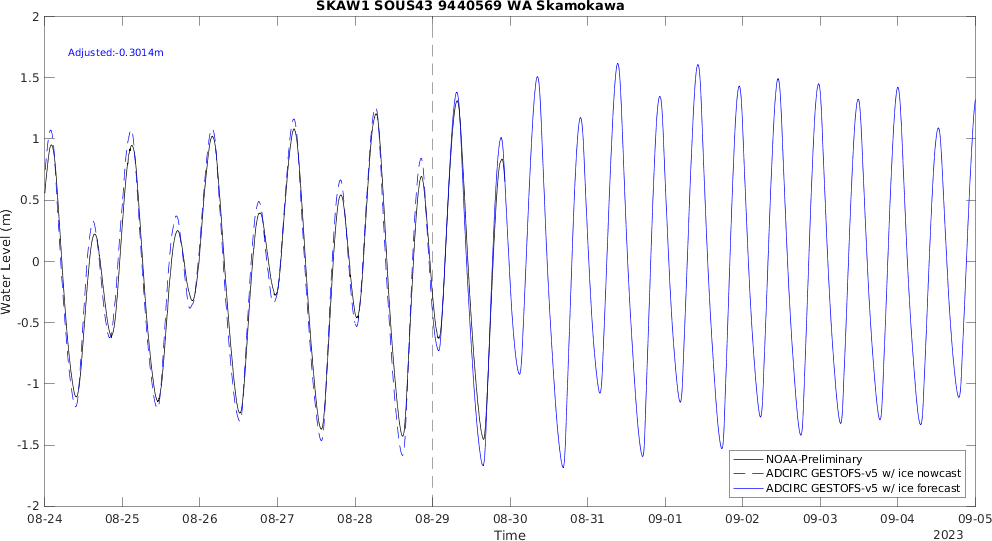 SKAW1 SOUS43 9440569 WA Skamokawa
Adjusted:-0.3014m
Water Level (m)
2
1.5
1
0.5
0
-0.5
-1
-1.5
-2
NOAA-Preliminary
ADCIRC GESTOFS-v5 w/ ice nowcast
ADCIRC GESTOFS-v5 w/ ice forecast
08-24 08-25 08-26 08-27 08-28 08-29 08-30 08-31 09-01 09-02 09-03 09-04 09-05
Time
2023